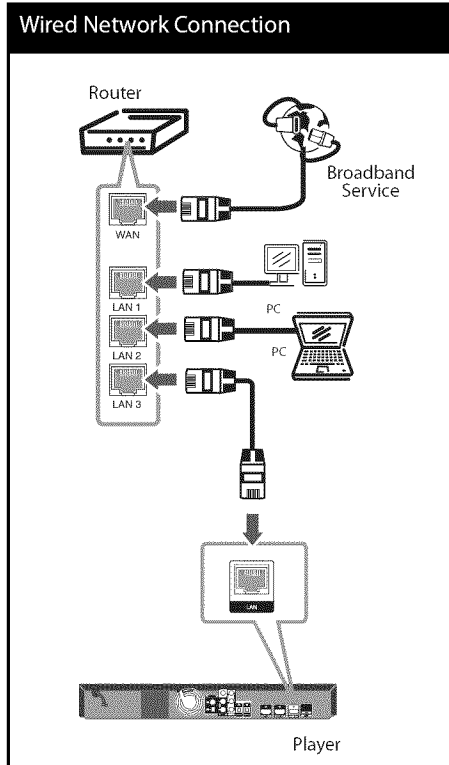 Wired Network Connection
Router
Broadband
Service
WAN
LAN 1
PC
LAN 2
PC
LAN 3
LAN
Player